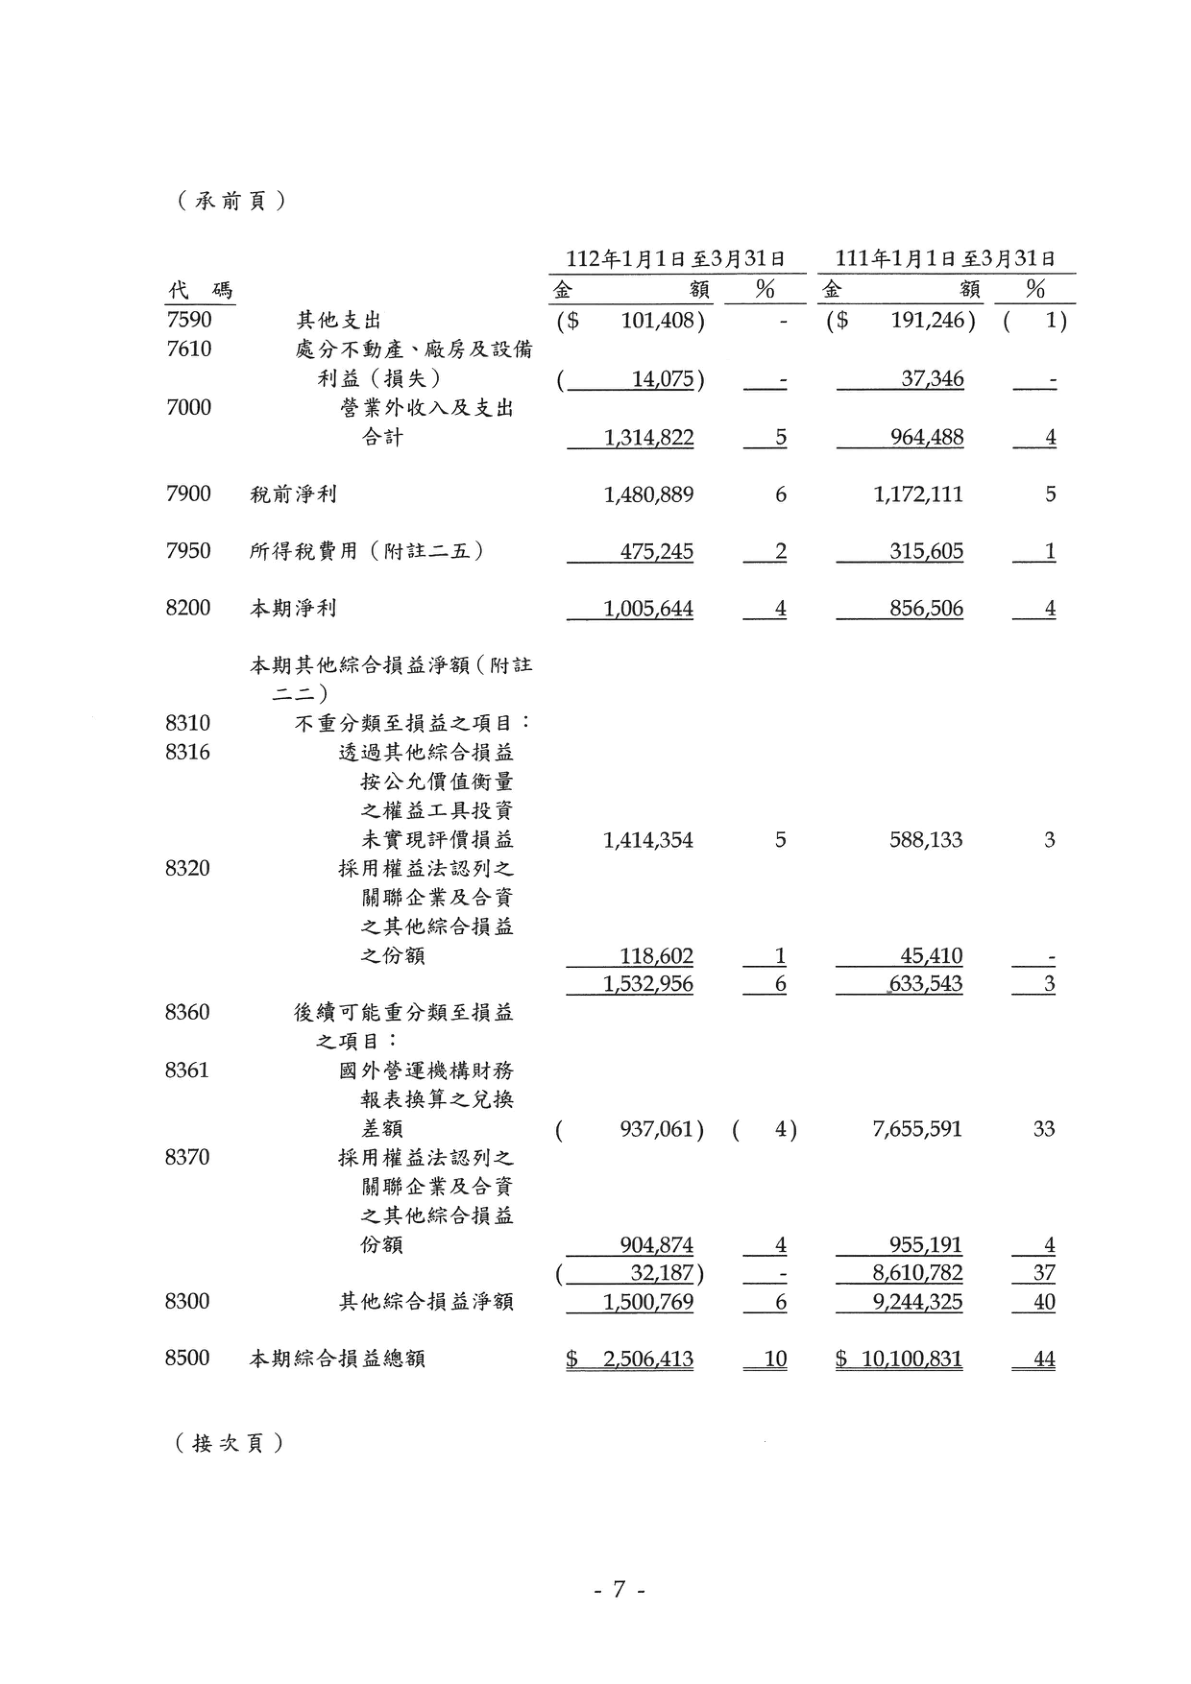 （承前頁）
112年1月1日至3月31日 111年1月1日至3月31日
代 碼 金 額 % 金 額 %
7590 其他支出 ($ 101,408) - ($ 191,246) ( 1)
7610 處分不動產、廠房及設備
利益（損失） ( 14,075) - 37,346 -
7000 營業外收入及支出
合計 1,314,822 5 964,488 4
7900 稅前淨利 1,480,889 6 1,172,111 5
7950 所得稅費用（附註二五） 475,245 2 315,605 1
8200 本期淨利 1,005,644 4 856,506 4
本期其他綜合損益淨額（附註
二二）
8310 不重分類至損益之項目：
8316 透過其他綜合損益
按公允價值衡量
之權益工具投資
未實現評價損益 1,414,354 5 588,133 3
8320 採用權益法認列之
關聯企業及合資
之其他綜合損益
之份額 118,602 1 45,410 -
1,532,956 6 633,543 3
8360 後續可能重分類至損益
之項目：
8361 國外營運機構財務
報表換算之兌換
差額 ( 937,061) ( 4) 7,655,591 33
8370 採用權益法認列之
關聯企業及合資
之其他綜合損益
份額 904,874 4 955,191 4
( 32,187) - 8,610,782 37
8300 其他綜合損益淨額 1,500,769 6 9,244,325 40
8500 本期綜合損益總額 $ 2,506,413 10 $ 10,100,831 44
（接次頁）
- 7 -